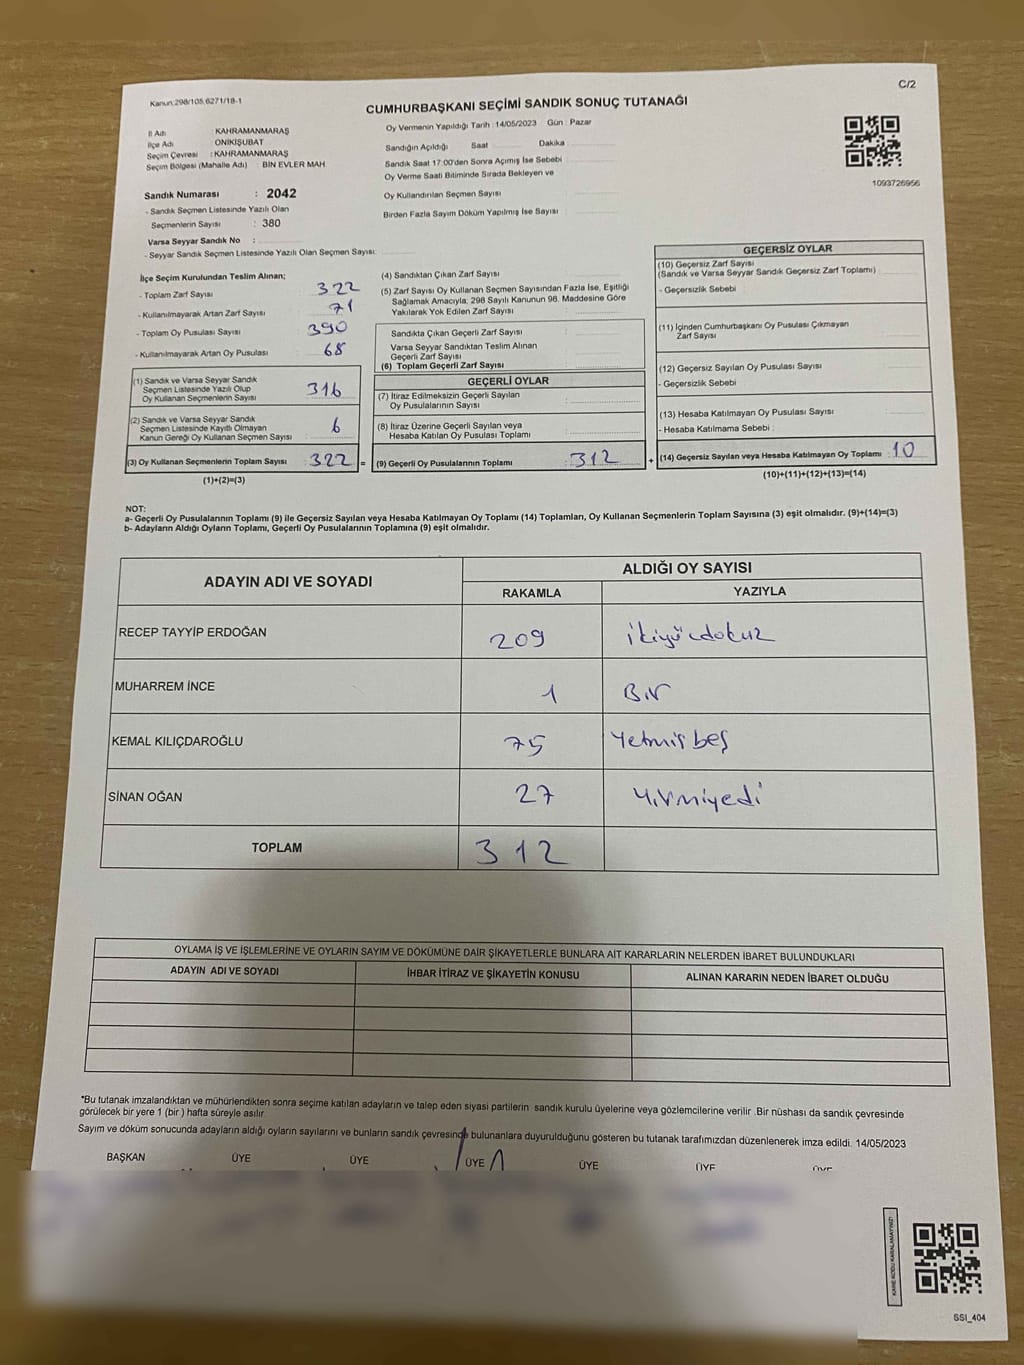 C/2
Kanun:298/105,6271/18-1
CUMHURBAŞKANI SEÇİMİ SANDIK SONUÇ TUTANAĞI
İl Adı : KAHRAMANMARAŞ
İlçe Adı : ONİKİŞUBAT
Seçim Çevresi : KAHRAMANMARAŞ
Seçim Bölgesi (Mahalle Adı) : BİN EVLER MAH.
Oy Vermenin Yapıldığı Tarih :14/05/2023 Gün : Pazar
Sandığın Açıldığı Saat Dakika :
Sandık Saat 17:00'den Sonra Açımış İse Sebebi
Oy Verme Saati Bitiminde Sırada Bekleyen ve
Oy Kullandırılan Seçmen Sayısı
Birden Fazla Sayım Döküm Yapılmış İse Sayısı :
1093726956
Sandık Numarası : 2042
- Sandık Seçmen Listesinde Yazılı Olan
Seçmenlerin Sayısı : 380
Varsa Seyyar Sandık No :
- Seyyar Sandık Seçmen Listesinde Yazılı Olan Seçmen Sayısı:
İlçe Seçim Kurulundan Teslim Alınan;
- Toplam Zarf Sayısı 322
- Kullanılmayarak Artan Zarf Sayısı 71
- Toplam Oy Pusulası Sayısı 390
- Kullanılmayarak Artan Oy Pusulası 68
(1) Sandık ve Varsa Seyyar Sandık
Seçmen Listesinde Yazılı Olup
Oy Kullanan Seçmenlerin Sayısı 316
(2) Sandık ve Varsa Seyyar Sandık
Seçmen Listesinde Kayıtlı Olmayan
Kanun Gereği Oy Kullanan Seçmen Sayısı 6
(3) Oy Kullanan Seçmenlerin Toplam Sayısı 322 =
(1)+(2)=(3)
(4) Sandıktan Çıkan Zarf Sayısı
(5) Zarf Sayısı Oy Kullanan Seçmen Sayısından Fazla İse, Eşitliği
Sağlamak Amacıyla; 298 Sayılı Kanunun 98. Maddesine Göre
Yakılarak Yok Edilen Zarf Sayısı :
Sandıkta Çıkan Geçerli Zarf Sayısı
Varsa Seyyar Sandıktan Teslim Alınan
Geçerli Zarf Sayısı
(6) Toplam Geçerli Zarf Sayısı
GEÇERLİ OYLAR
(7) İtiraz Edilmeksizin Geçerli Sayılan
Oy Pusulalarının Sayısı :
(8) İtiraz Üzerine Geçerli Sayılan veya
Hesaba Katılan Oy Pusulası Toplamı :
(9) Geçerli Oy Pusulalarının Toplamı : 312 +
GEÇERSİZ OYLAR
(10) Geçersiz Zarf Sayısı
(Sandık ve Varsa Seyyar Sandık Geçersiz Zarf Toplamı)
- Geçersizlik Sebebi :
(11) İçinden Cumhurbaşkanı Oy Pusulası Çıkmayan
Zarf Sayısı
(12) Geçersiz Sayılan Oy Pusulası Sayısı
- Geçersizlik Sebebi
(13) Hesaba Katılmayan Oy Pusulası Sayısı
- Hesaba Katılmama Sebebi :
(14) Geçersiz Sayılan veya Hesaba Katılmayan Oy Toplamı : 10
(10)+(11)+(12)+(13)=(14)
NOT:
a- Geçerli Oy Pusulalarının Toplamı (9) ile Geçersiz Sayılan veya Hesaba Katılmayan Oy Toplamı (14) Toplamları, Oy Kullanan Seçmenlerin Toplam Sayısına (3) eşit olmalıdır. (9)+(14)=(3)
b- Adayların Aldığı Oyların Toplamı, Geçerli Oy Pusulalarının Toplamına (9) eşit olmalıdır.
ADAYIN ADI VE SOYADI ALDIĞI OY SAYISI
RAKAMLA YAZIYLA
RECEP TAYYİP ERDOĞAN 209 ikiyüzdokuz
MUHARREM İNCE 1 Bir
KEMAL KILIÇDAROĞLU 75 Yetmiş beş
SİNAN OĞAN 27 Yirmiyedi
TOPLAM 312
OYLAMA İŞ VE İŞLEMLERİNE VE OYLARIN SAYIM VE DÖKÜMÜNE DAİR ŞİKAYETLERLE BUNLARA AİT KARARLARIN NELERDEN İBARET BULUNDUKLARI
ADAYIN ADI VE SOYADI İHBAR İTİRAZ VE ŞİKAYETİN KONUSU ALINAN KARARIN NEDEN İBARET OLDUĞU
*Bu tutanak imzalandıktan ve mühürlendikten sonra seçime katılan adayların ve talep eden siyasi partilerin sandık kurulu üyelerine veya gözlemcilerine verilir .Bir nüshası da sandık çevresinde
görülecek bir yere 1 (bir ) hafta süreyle asılır.
Sayım ve döküm sonucunda adayların aldığı oyların sayılarını ve bunların sandık çevresinde bulunanlara duyurulduğunu gösteren bu tutanak tarafımızdan düzenlenerek imza edildi. 14/05/2023
BAŞKAN ÜYE ÜYE ÜYE ÜYE ÜYE ÜYE
KARE KODU KARALAMAYINIZ!
SSI_404